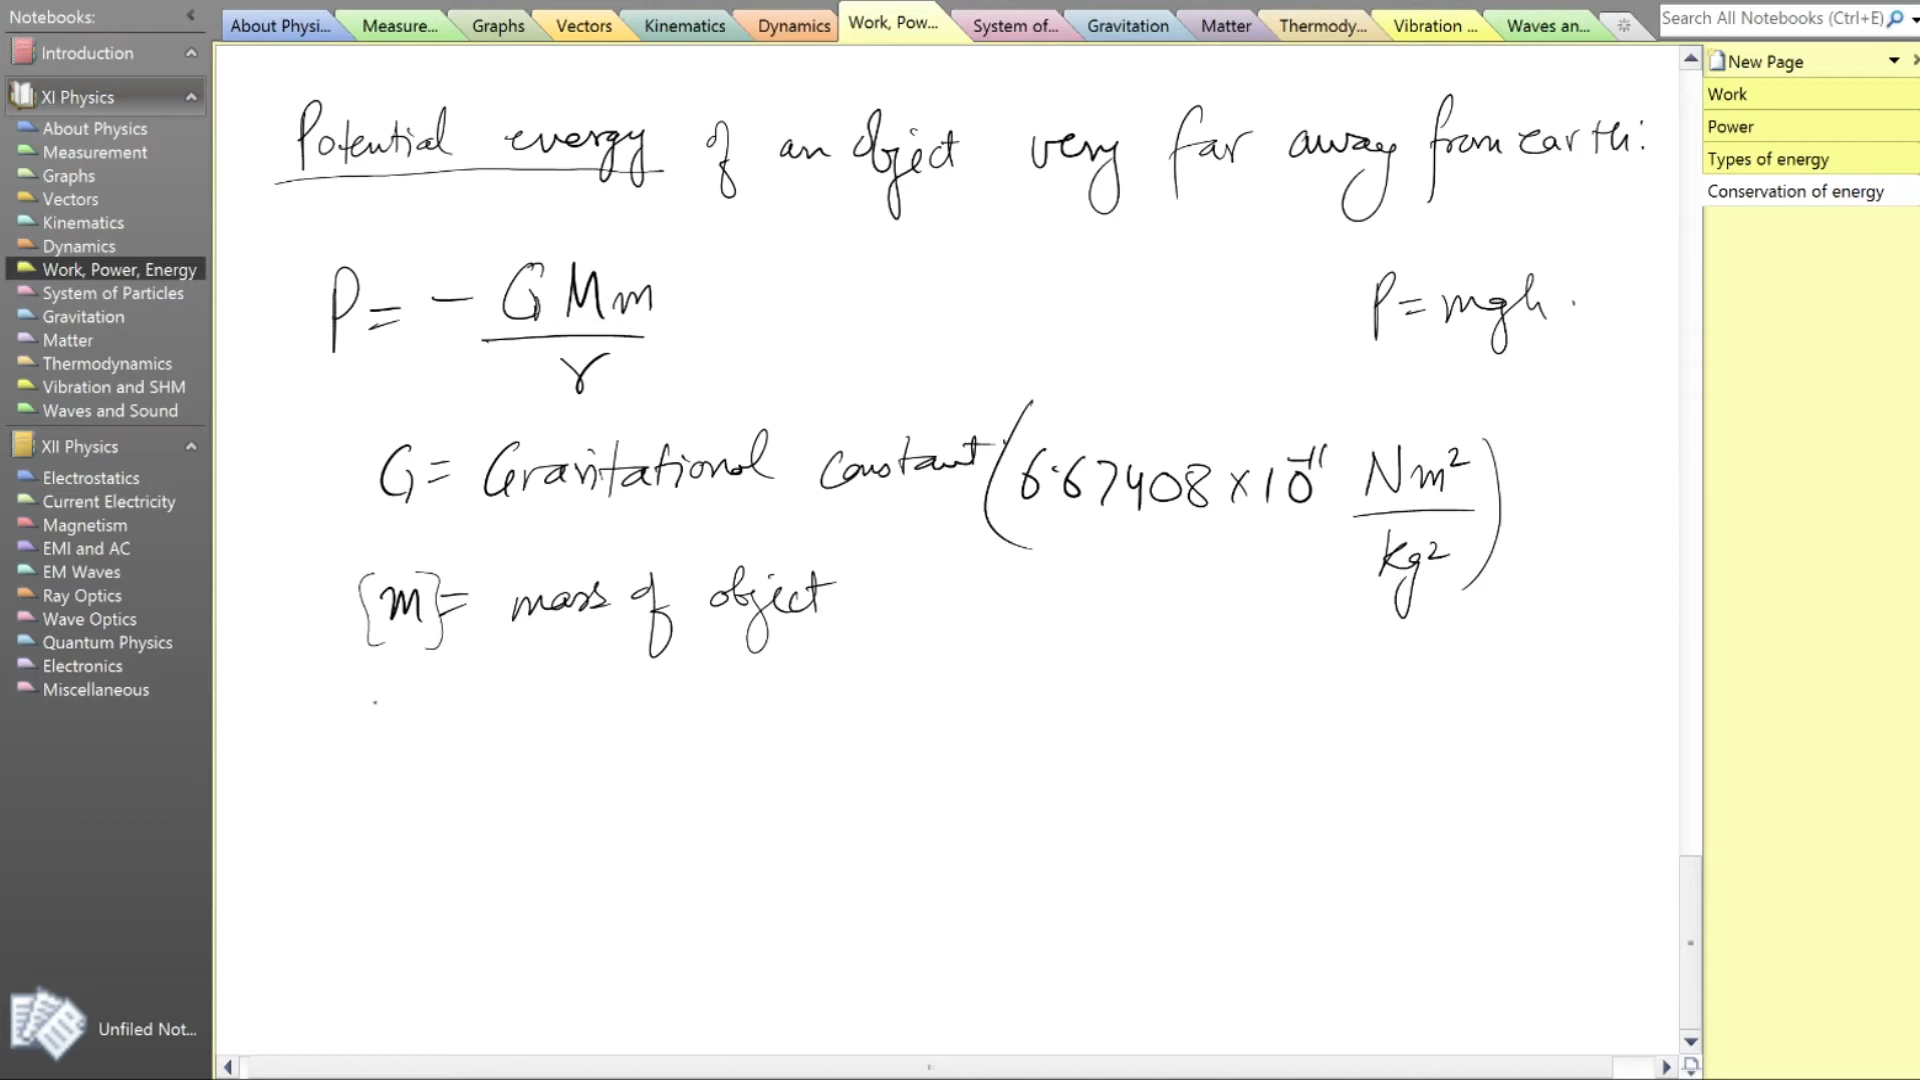 Notebooks:
Introduction
XI Physics
About Physics
Measurement
Graphs
Vectors
Kinematics
Dynamics
Work, Power, Energy
System of Particles
Gravitation
Matter
Thermodynamics
Vibration and SHM
Waves and Sound
XII Physics
Electrostatics
Current Electricity
Magnetism
EMI and AC
EM Waves
Ray Optics
Wave Optics
Quantum Physics
Electronics
Miscellaneous
Unfiled Not...
About Physi... Measure... Graphs Vectors Kinematics Dynamics Work, Pow... System of... Gravitation Matter Thermody... Vibration ... Waves an...
Search All Notebooks (Ctrl+E)
Potential energy of an object very far away from earth:
P = - GMm / r
P = mgh.
G = Gravitational constant (6.67408 × 10⁻¹¹ Nm² / kg²)
[m] = mass of object
New Page
Work
Power
Types of energy
Conservation of energy